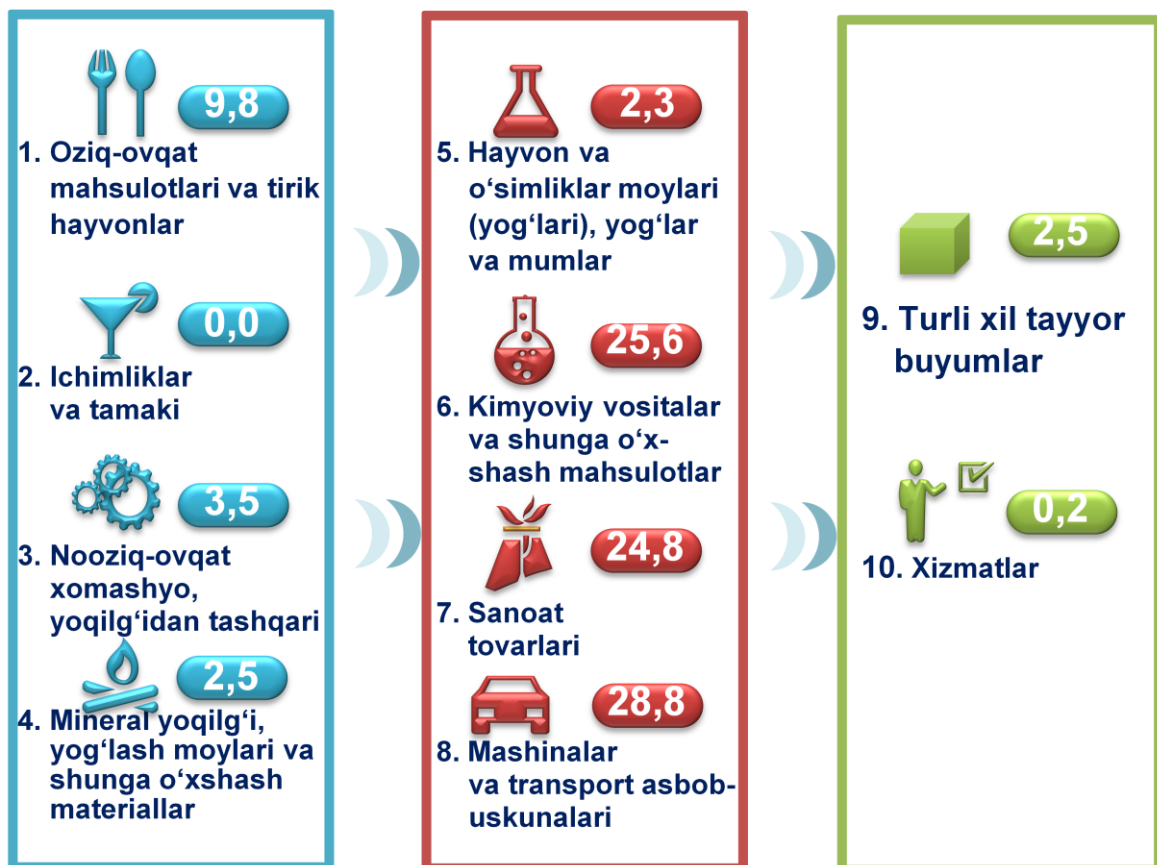 9,8
1. Oziq-ovqat
mahsulotlari va tirik
hayvonlar
0,0
2. Ichimliklar
va tamaki
3,5
3. Nooziq-ovqat
xomashyo,
yoqilg‘idan tashqari
2,5
4. Mineral yoqilg‘i,
yog‘lash moylari va
shunga o‘xshash
materiallar
2,3
5. Hayvon va
o‘simliklar moylari
(yog‘lari), yog‘lar
va mumlar
25,6
6. Kimyoviy vositalar
va shunga o‘x-
shash mahsulotlar
24,8
7. Sanoat
tovarlari
28,8
8. Mashinalar
va transport asbob-
uskunalari
2,5
9. Turli xil tayyor
buyumlar
0,2
10. Xizmatlar